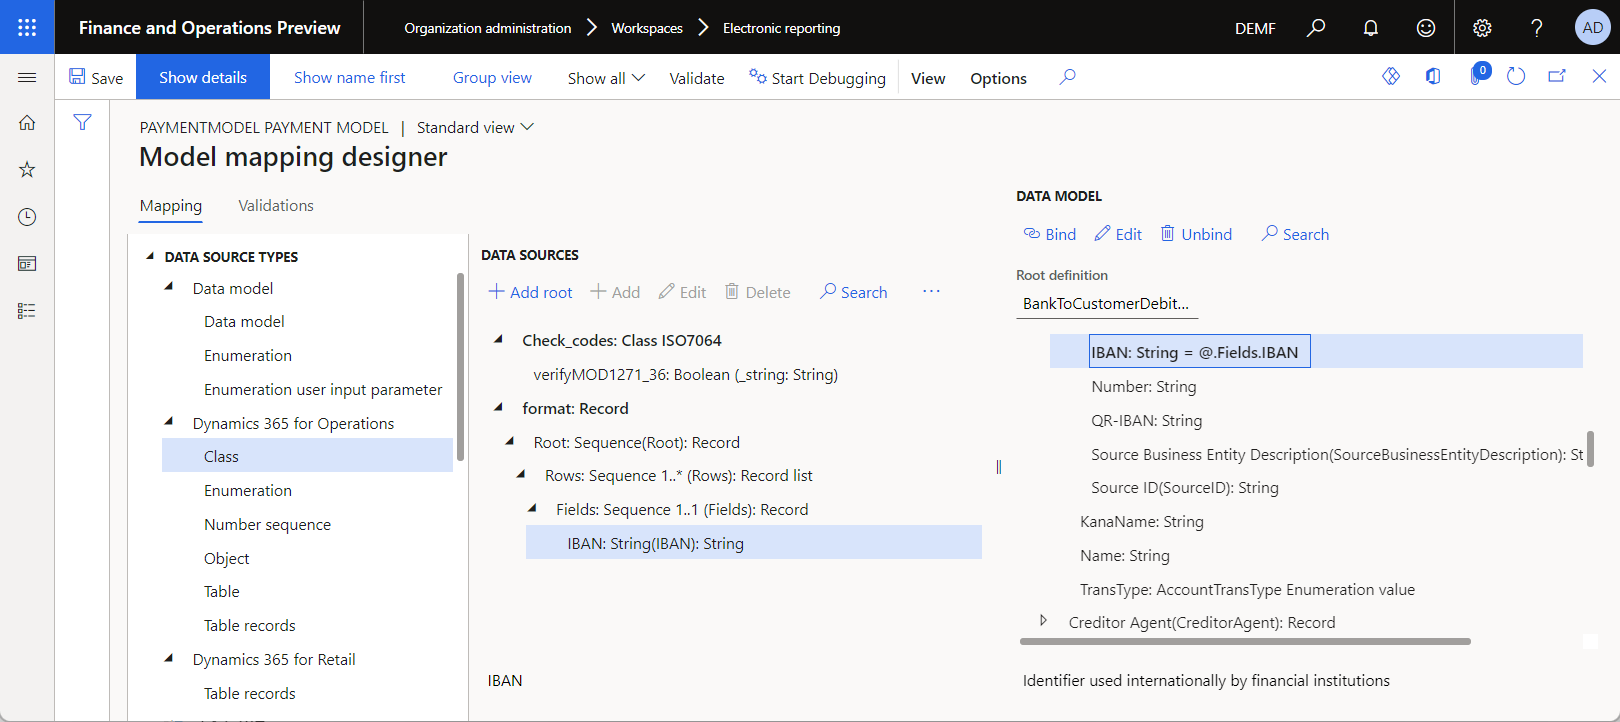 Finance and Operations Preview
Organization administration
Workspaces
Electronic reporting
DEMF
?
AD
Save
Show details
Show name first
Group view
Show all
Validate
Start Debugging
View
Options
0
PAYMENTMODEL PAYMENT MODEL | Standard view
Model mapping designer
Mapping
Validations
DATA SOURCE TYPES
Data model
Data model
Enumeration
Enumeration user input parameter
Dynamics 365 for Operations
Class
Enumeration
Number sequence
Object
Table
Table records
Dynamics 365 for Retail
Table records
DATA SOURCES
Add root
Add
Edit
Delete
Search
...
Check_codes: Class ISO7064
verifyMOD1271_36: Boolean (_string: String)
format: Record
Root: Sequence(Root): Record
Rows: Sequence 1..* (Rows): Record list
Fields: Sequence 1..1 (Fields): Record
IBAN: String(IBAN): String
IBAN
DATA MODEL
Bind
Edit
Unbind
Search
Root definition
BankToCustomerDebit...
IBAN: String = @.Fields.IBAN
Number: String
QR-IBAN: String
Source Business Entity Description(SourceBusinessEntityDescription): St
Source ID(SourceID): String
KanaName: String
Name: String
TransType: AccountTransType Enumeration value
Creditor Agent(CreditorAgent): Record
Identifier used internationally by financial institutions